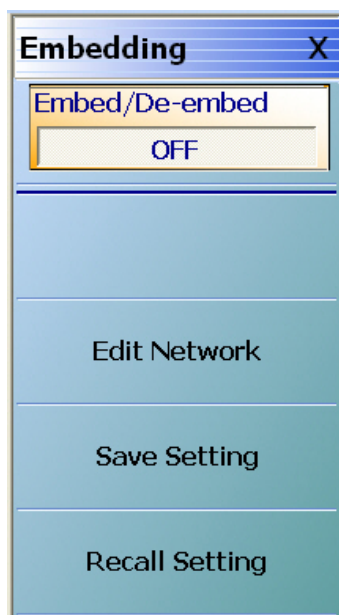 Embedding X
Embed/De-embed
OFF
Edit Network
Save Setting
Recall Setting